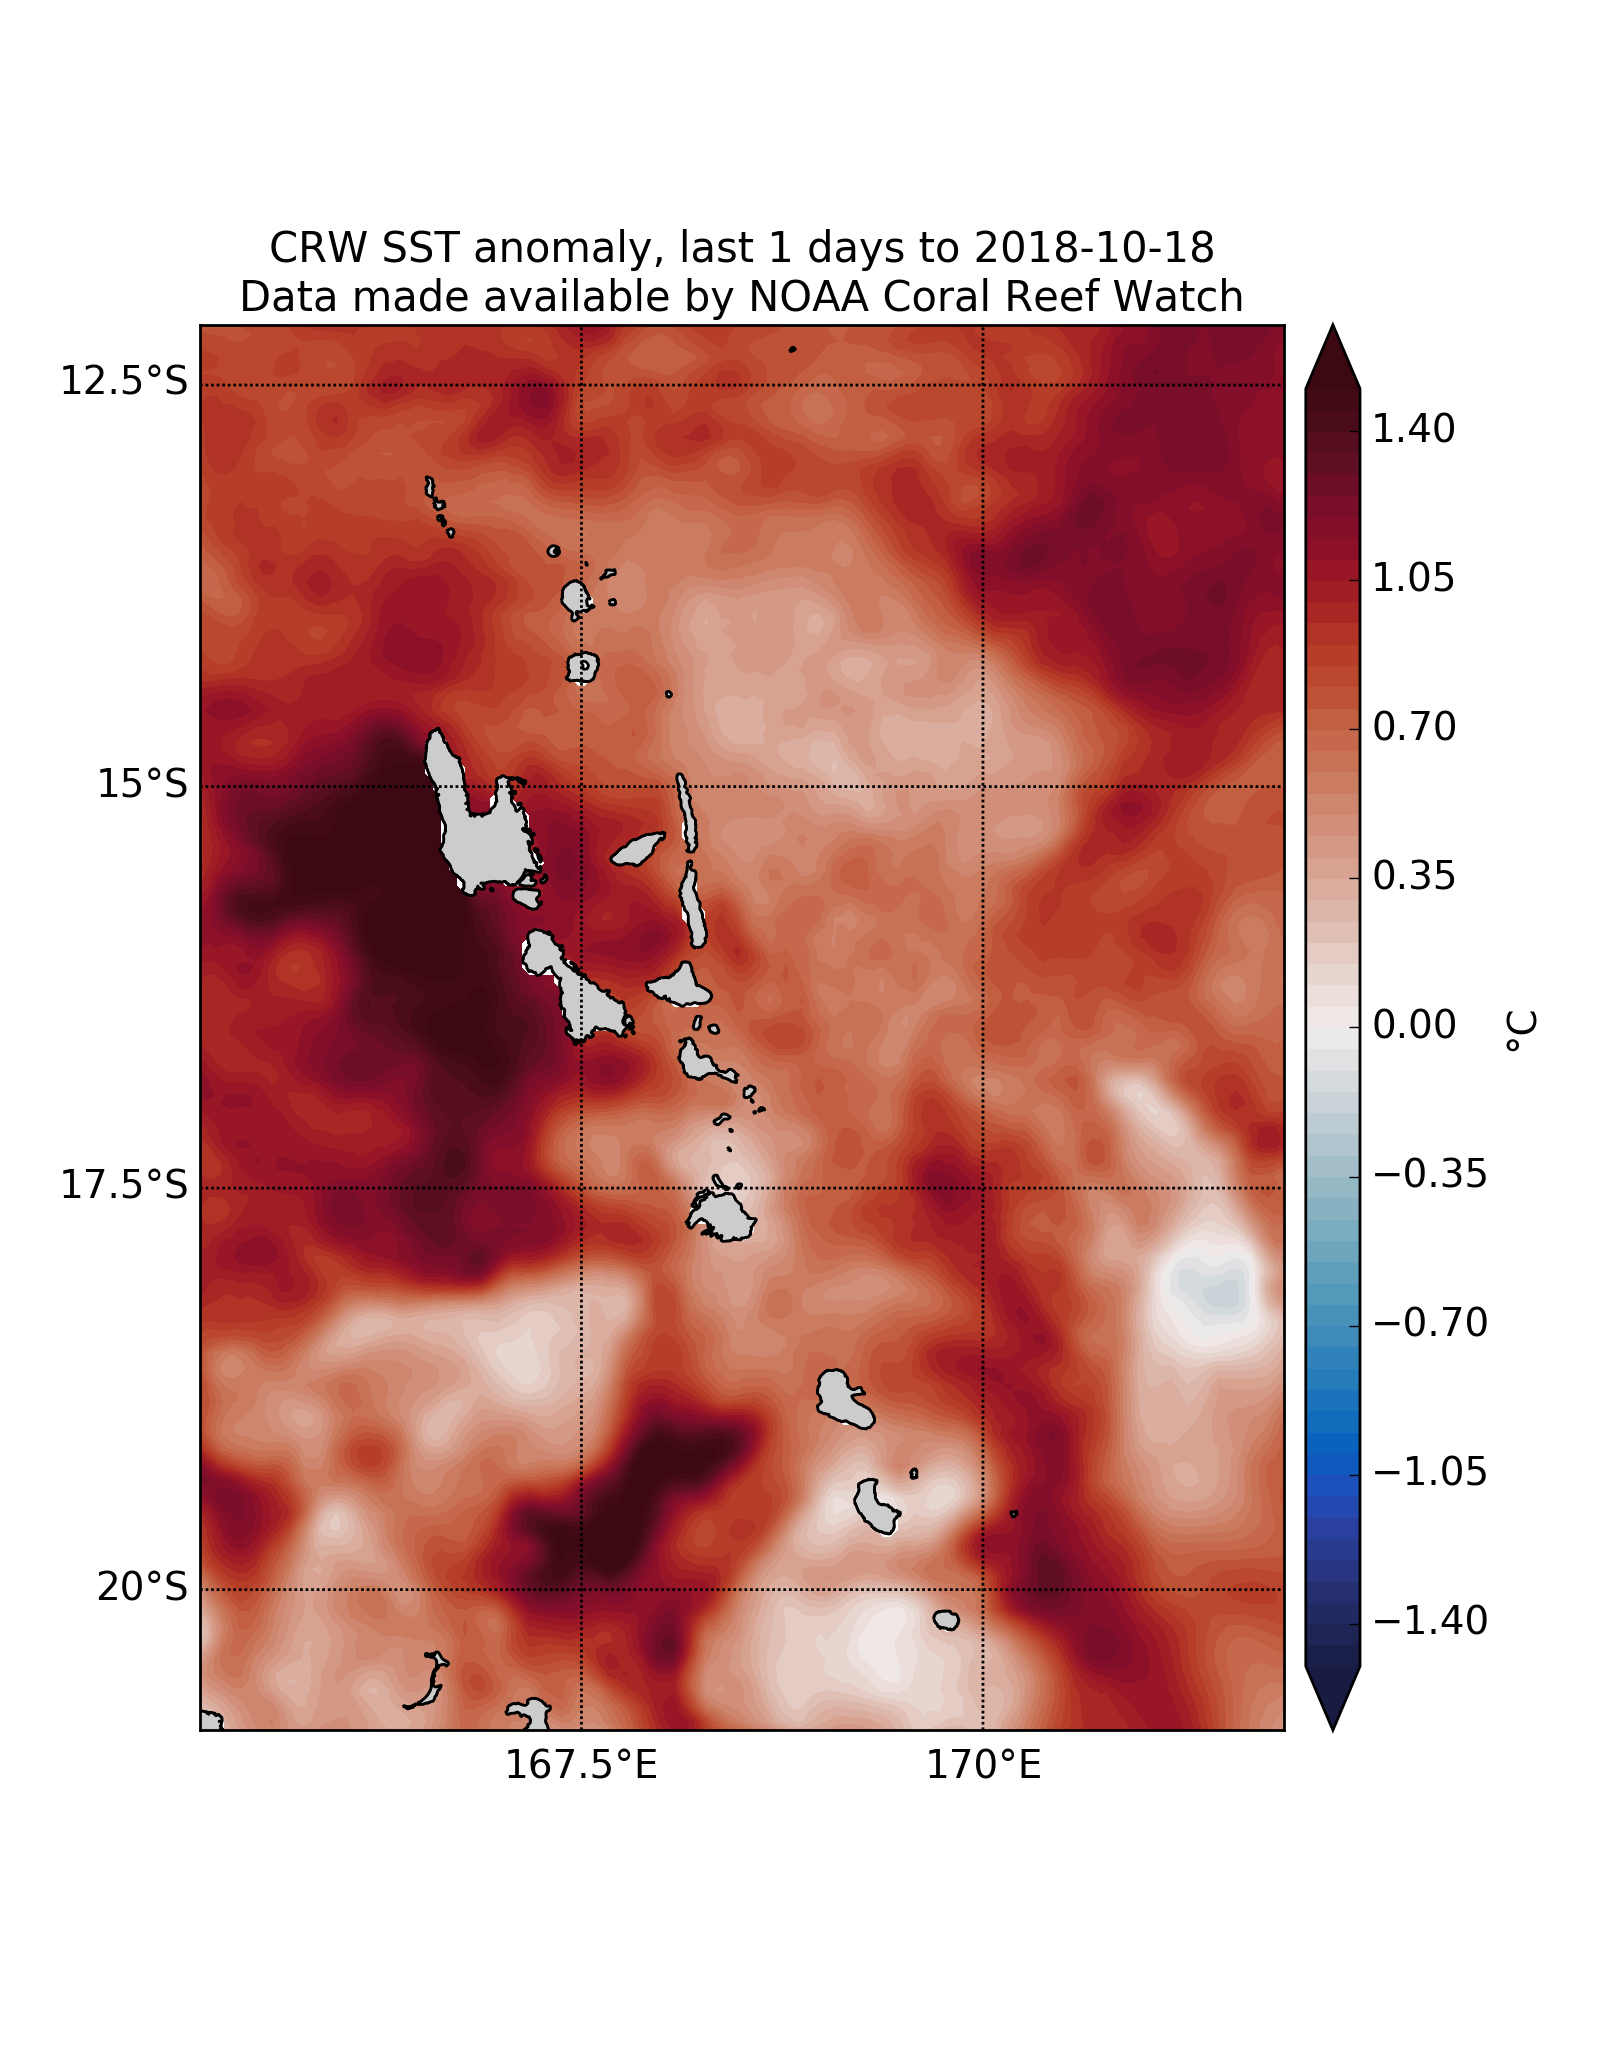 CRW SST anomaly, last 1 days to 2018-10-18
Data made available by NOAA Coral Reef Watch
12.5°S
15°S
17.5°S
20°S
167.5°E
170°E
1.40
1.05
0.70
0.35
0.00
−0.35
−0.70
−1.05
−1.40
°C